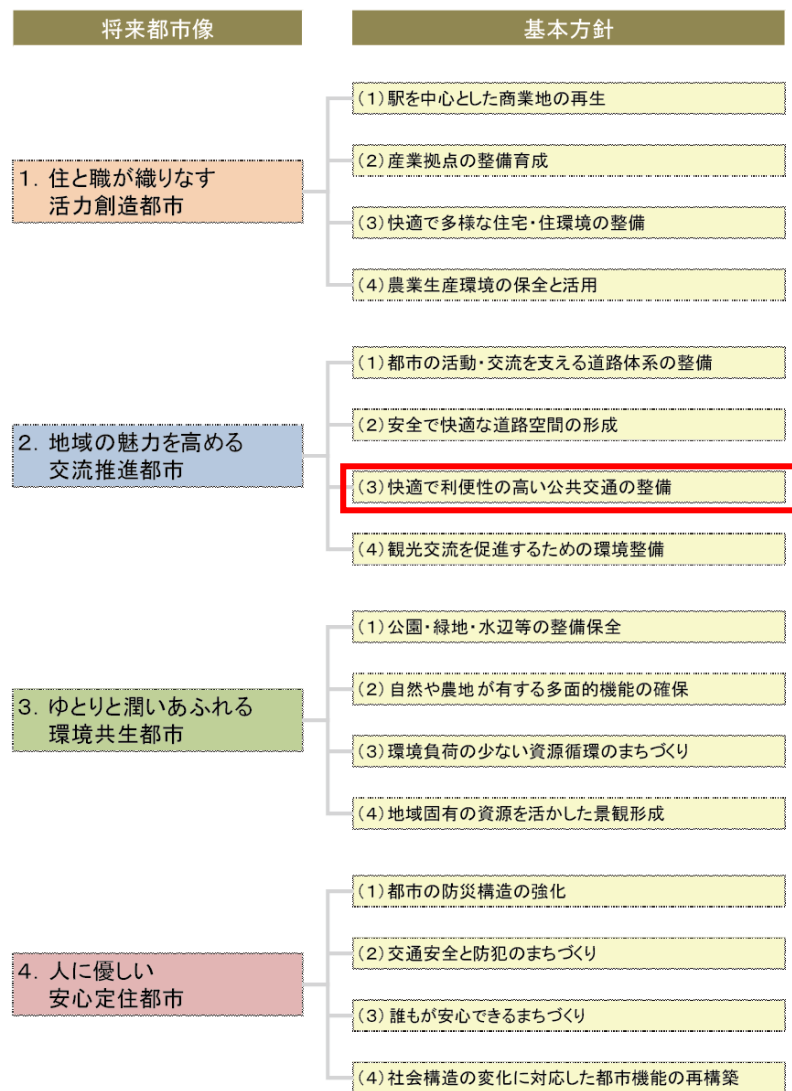 将来都市像
基本方針
1. 住と職が織りなす
活力創造都市
(1)駅を中心とした商業地の再生
(2)産業拠点の整備育成
(3)快適で多様な住宅・住環境の整備
(4)農業生産環境の保全と活用
2. 地域の魅力を高める
交流推進都市
(1)都市の活動・交流を支える道路体系の整備
(2)安全で快適な道路空間の形成
(3)快適で利便性の高い公共交通の整備
(4)観光交流を促進するための環境整備
3. ゆとりと潤いあふれる
環境共生都市
(1)公園・緑地・水辺等の整備保全
(2)自然や農地が有する多面的機能の確保
(3)環境負荷の少ない資源循環のまちづくり
(4)地域固有の資源を活かした景観形成
4. 人に優しい
安心定住都市
(1)都市の防災構造の強化
(2)交通安全と防犯のまちづくり
(3)誰もが安心できるまちづくり
(4)社会構造の変化に対応した都市機能の再構築